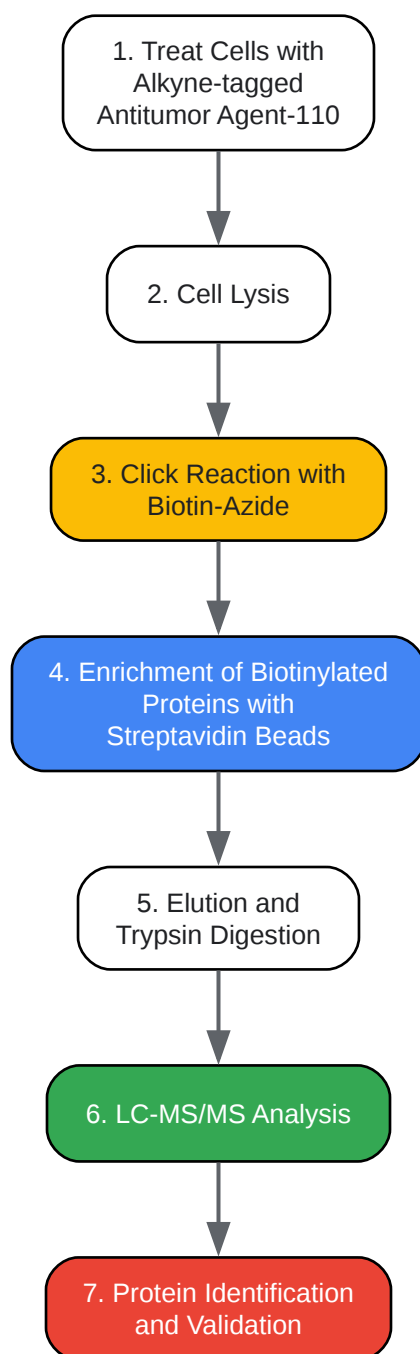 1. Treat Cells with
Alkyne-tagged
Antitumor Agent-110
2. Cell Lysis
3. Click Reaction with
Biotin-Azide
4. Enrichment of Biotinylated
Proteins with
Streptavidin Beads
5. Elution and
Trypsin Digestion
6. LC-MS/MS Analysis
7. Protein Identification
and Validation